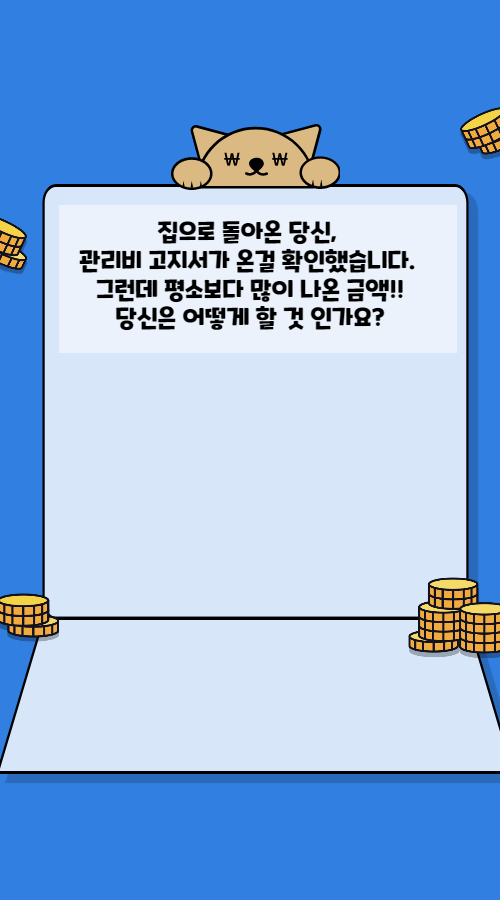 ₩ ₩
집으로 돌아온 당신,
관리비 고지서가 온걸 확인했습니다.
그런데 평소보다 많이 나온 금액!!
당신은 어떻게 할 것 인가요?